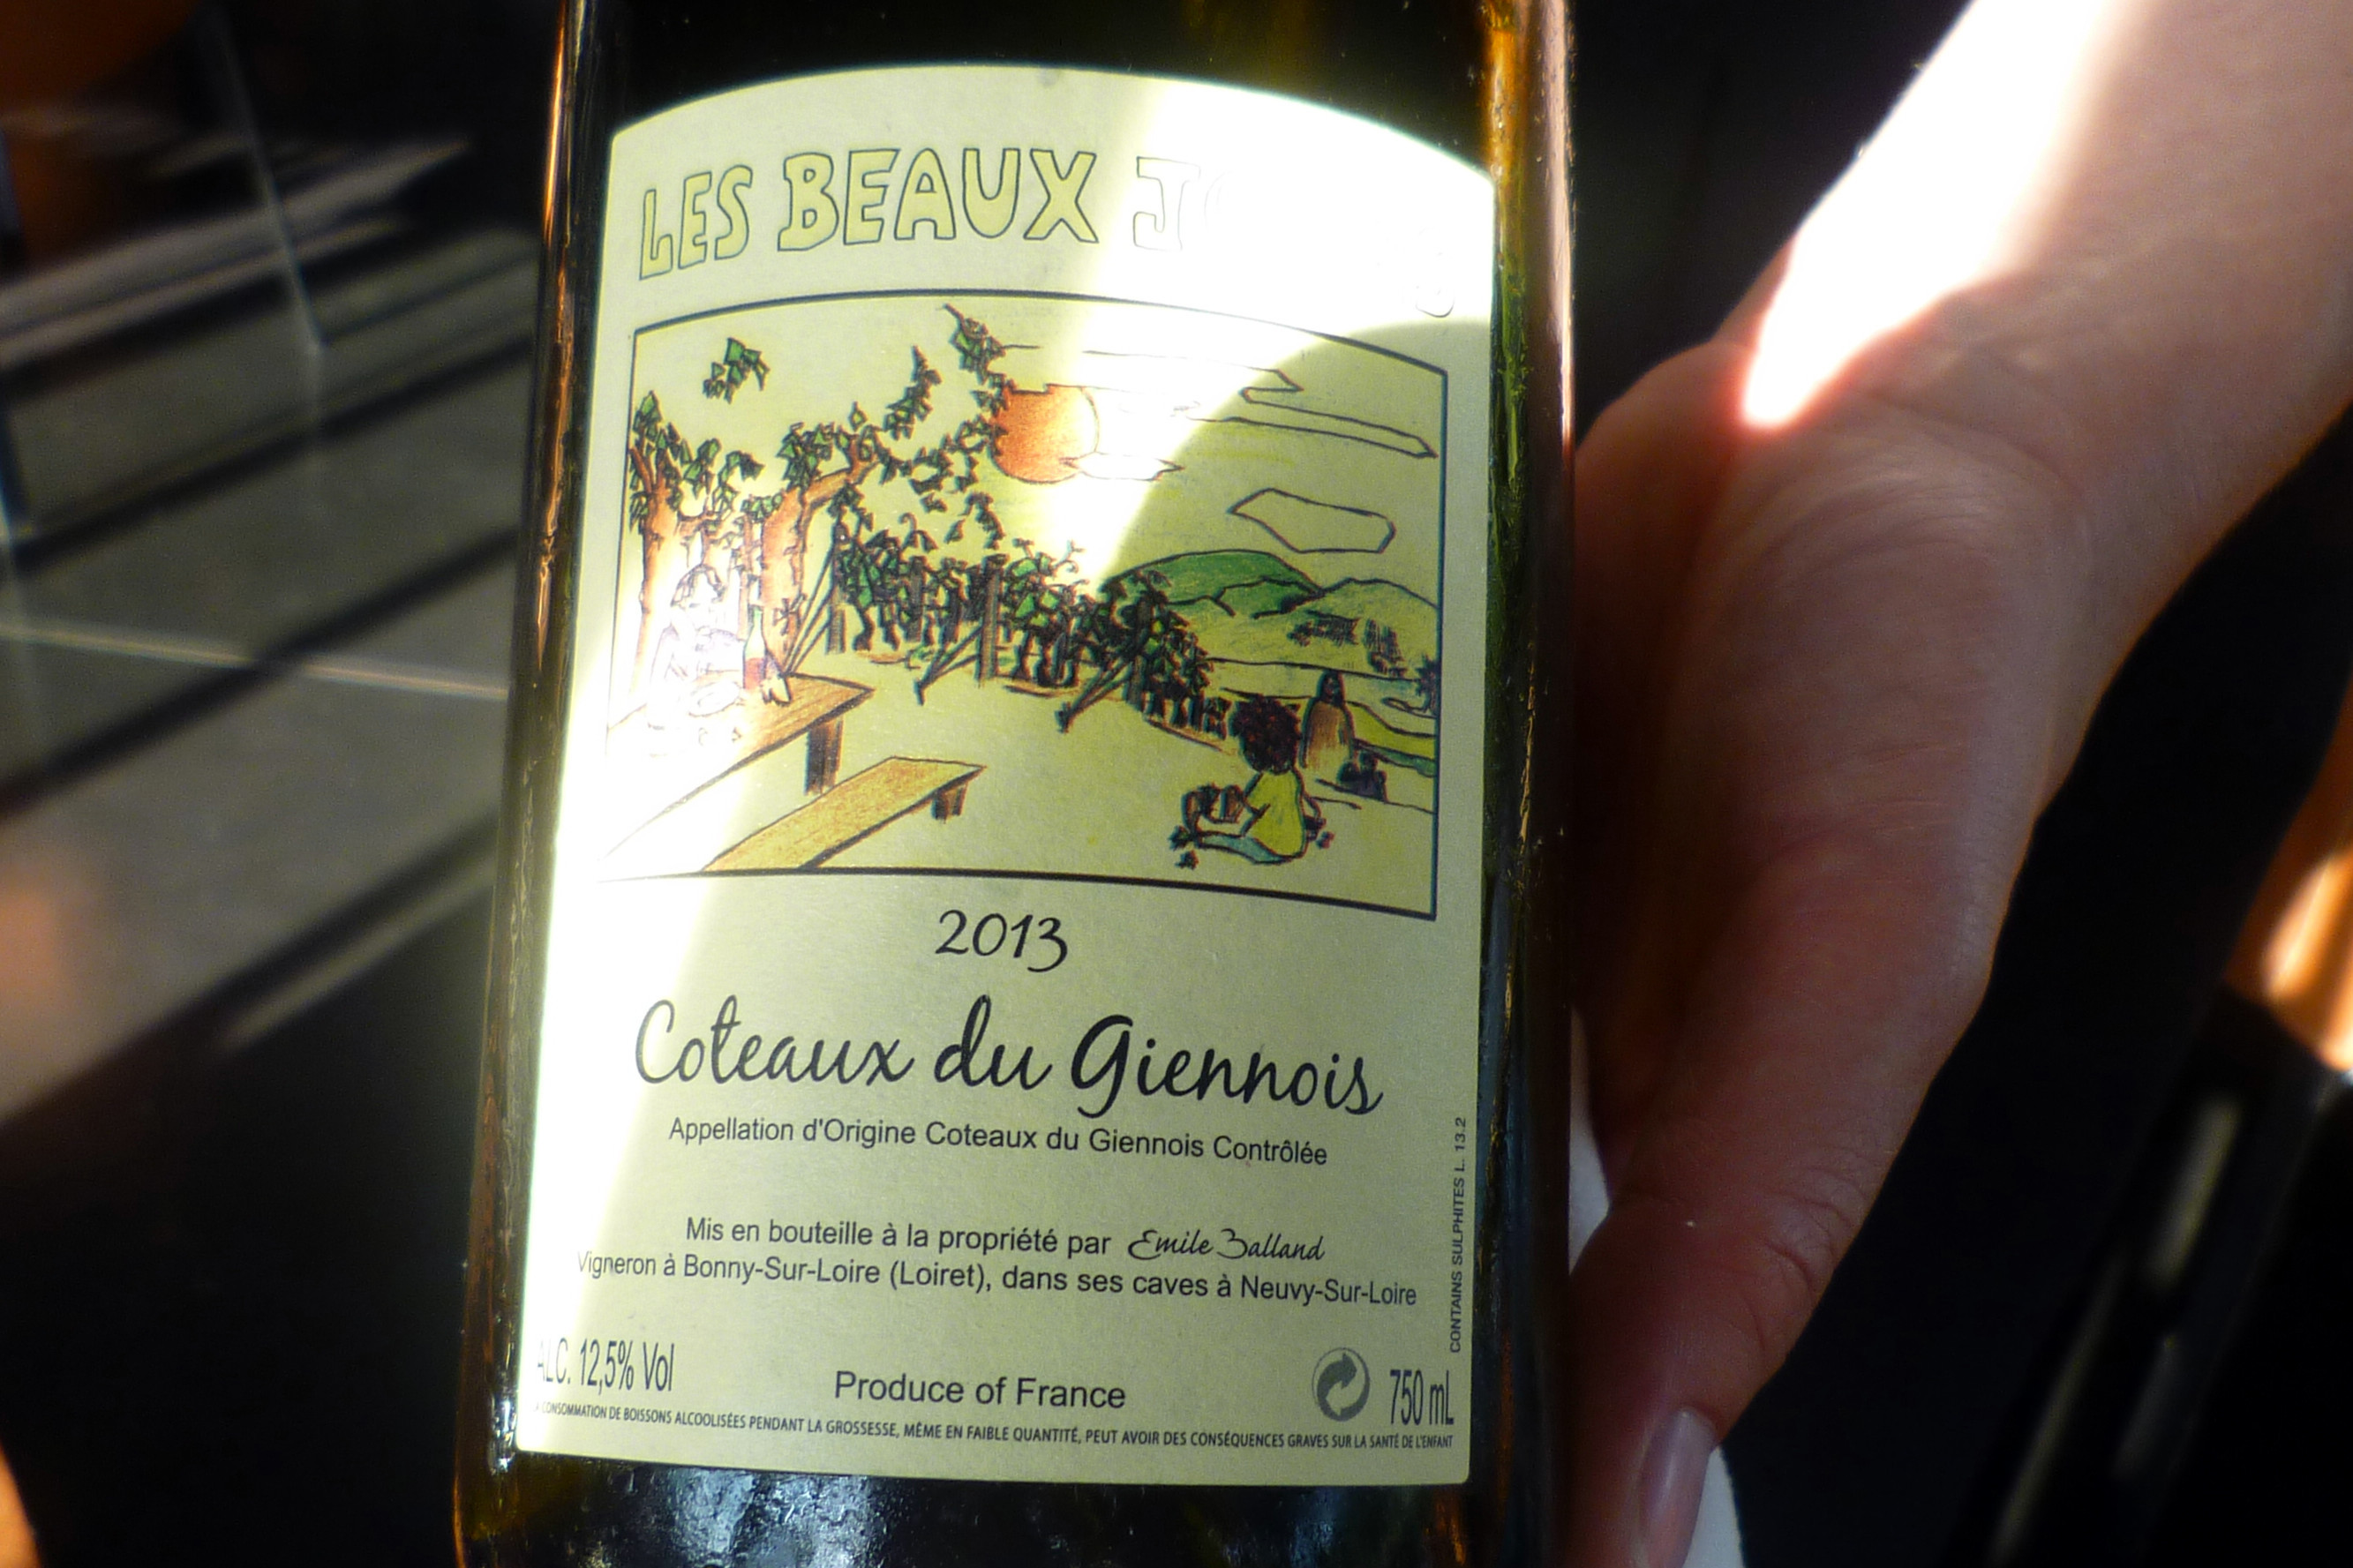 LES BEAUX
2013
Coteaux du Giennois
Appellation d'Origine Coteaux du Giennois Contrôlée
Mis en bouteille à la propriété par Emile Balland
Vigneron à Bonny-Sur-Loire (Loiret), dans ses caves à Neuvy-Sur-Loire
CONTAINS SULPHITES L. 13.2
ALC. 12,5% Vol
Produce of France
750 mL
CONSOMMATION DE BOISSONS ALCOOLISÉES PENDANT LA GROSSESSE, MÊME EN FAIBLE QUANTITÉ, PEUT AVOIR DES CONSÉQUENCES GRAVES SUR LA SANTÉ DE L'ENFANT